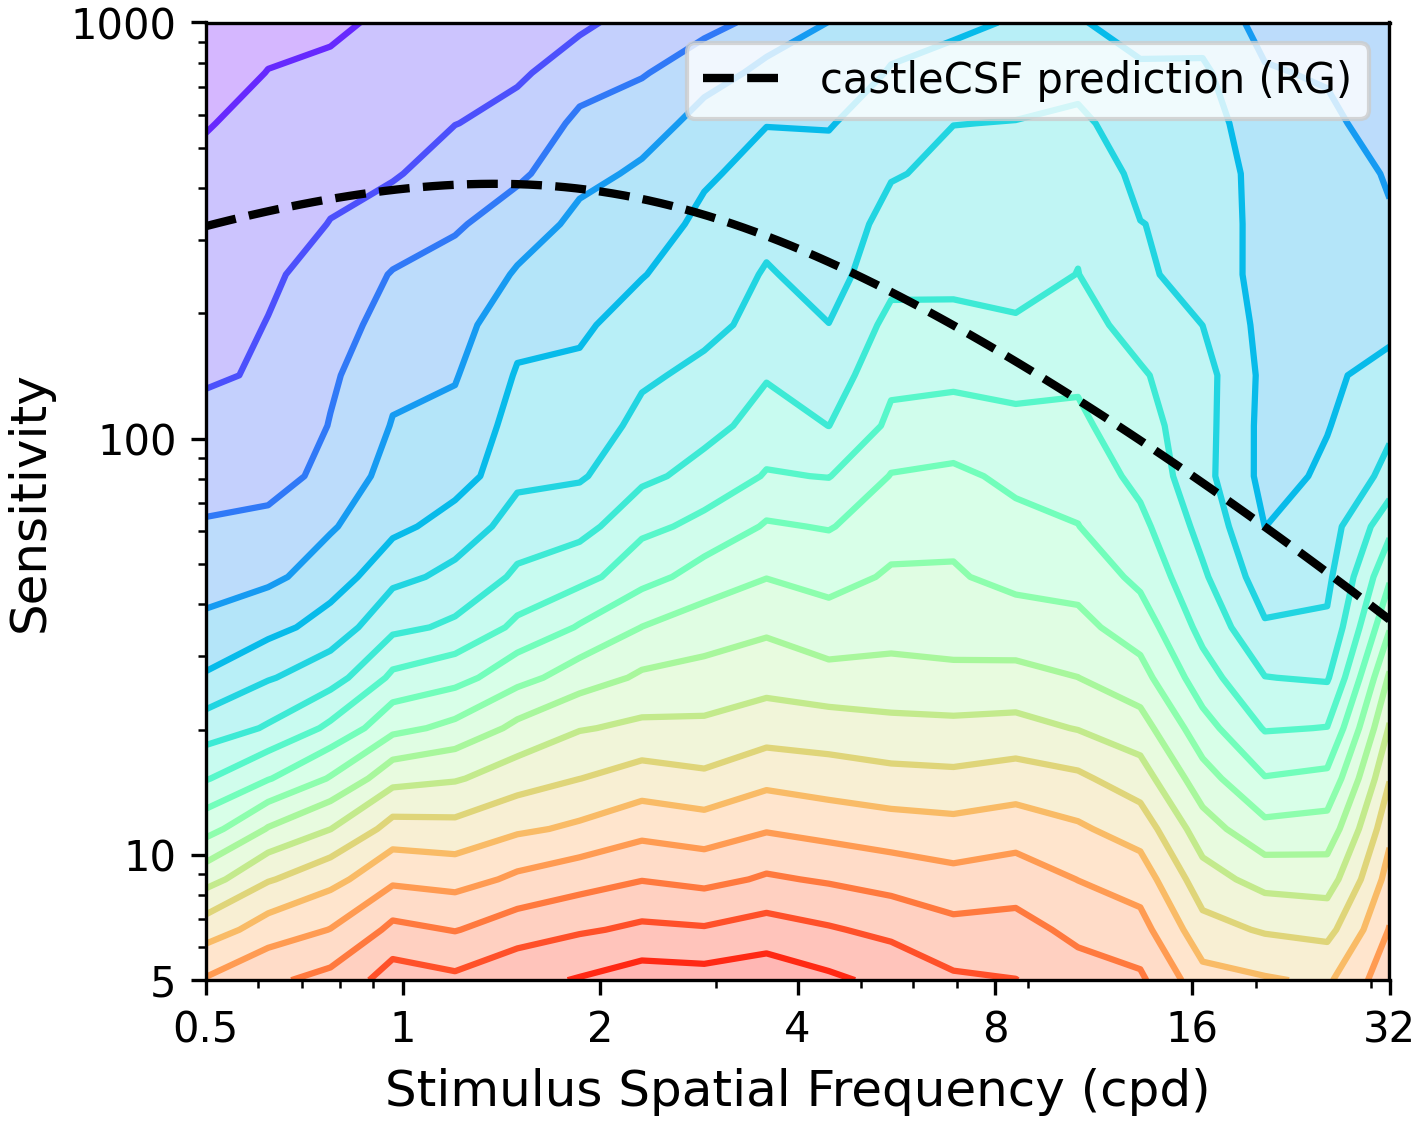 1000
castleCSF prediction (RG)
100
Sensitivity
10
5
0.5 1 2 4 8 16 32
Stimulus Spatial Frequency (cpd)